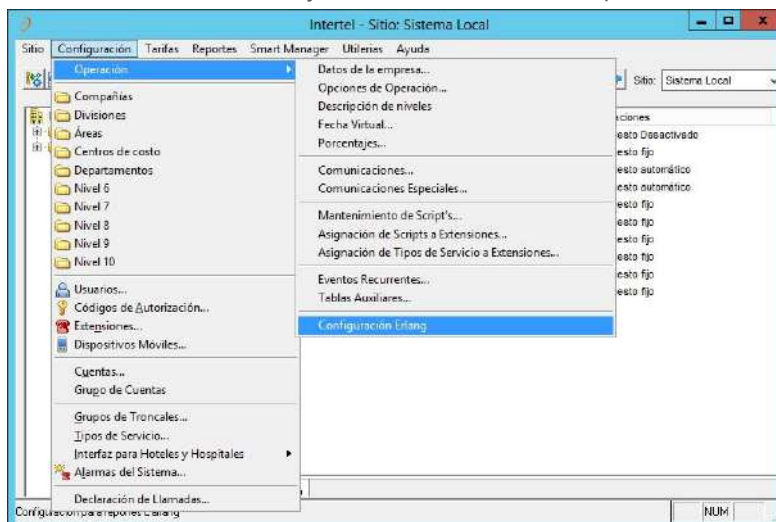 Intertel - Sitio: Sistema Local
Sitio Configuración Tarifas Reportes Smart Manager Utilerias Ayuda
Sitio: Sistema Local
Operación
Compañías
Divisiones
Áreas
Centros de costo
Departamentos
Nivel 6
Nivel 7
Nivel 8
Nivel 9
Nivel 10
Usuarios...
Códigos de Autorización...
Extensiones...
Dispositivos Móviles...
Cuentas...
Grupo de Cuentas
Grupos de Troncales...
Tipos de Servicio...
Interfaz para Hoteles y Hospitales
Alarmas del Sistema...
Declaración de Llamadas...
Datos de la empresa...
Opciones de Operación...
Descripción de niveles
Fecha Virtual...
Porcentajes...
Comunicaciones...
Comunicaciones Especiales...
Mantenimiento de Script's...
Asignación de Scripts a Extensiones...
Asignación de Tipos de Servicio a Extensiones...
Eventos Recurrentes...
Tablas Auxiliares...
Configuración Erlang
ciones
esto Desactivado
esto fijo
esto automático
esto automático
esto fijo
esto fijo
esto fijo
esto fijo
esto fijo
esto fijo
NUM